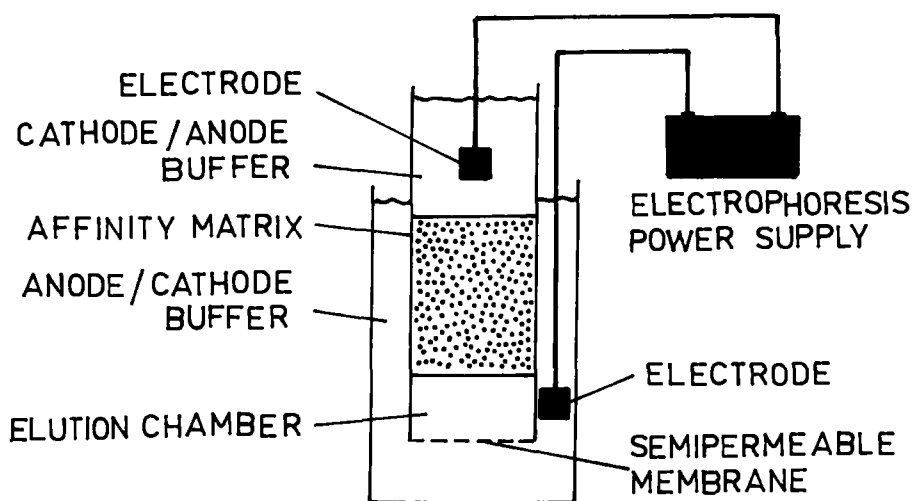 ELECTRODE
CATHODE/ANODE
BUFFER
AFFINITY MATRIX
ANODE/CATHODE
BUFFER
ELUTION CHAMBER
ELECTROPHORESIS
POWER SUPPLY
ELECTRODE
SEMIPERMEABLE
MEMBRANE